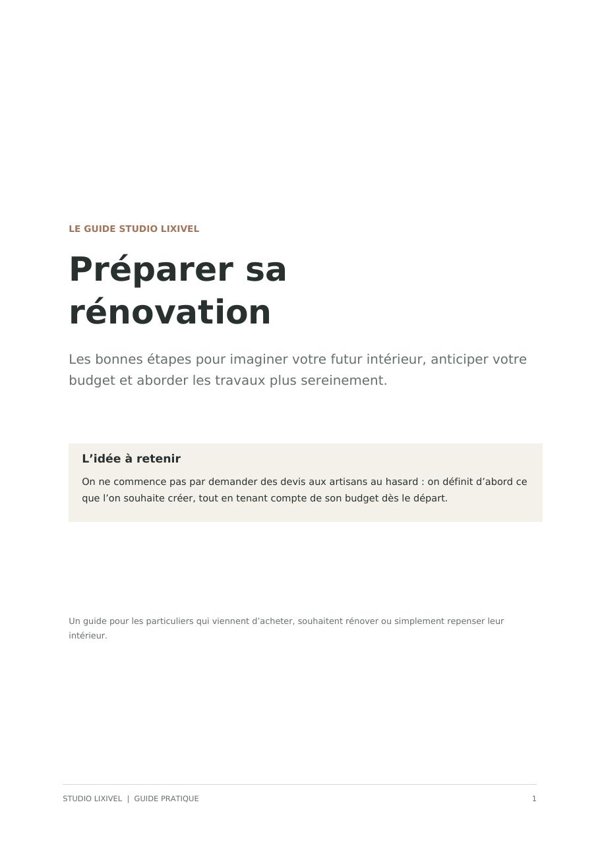 LE GUIDE STUDIO LIXIVEL
Préparer sa
rénovation
Les bonnes étapes pour imaginer votre futur intérieur, anticiper votre
budget et aborder les travaux plus sereinement.
L’idée à retenir
On ne commence pas par demander des devis aux artisans au hasard : on définit d’abord ce
que l’on souhaite créer, tout en tenant compte de son budget dès le départ.
Un guide pour les particuliers qui viennent d’acheter, souhaitent rénover ou simplement repenser leur
intérieur.
STUDIO LIXIVEL | GUIDE PRATIQUE 1